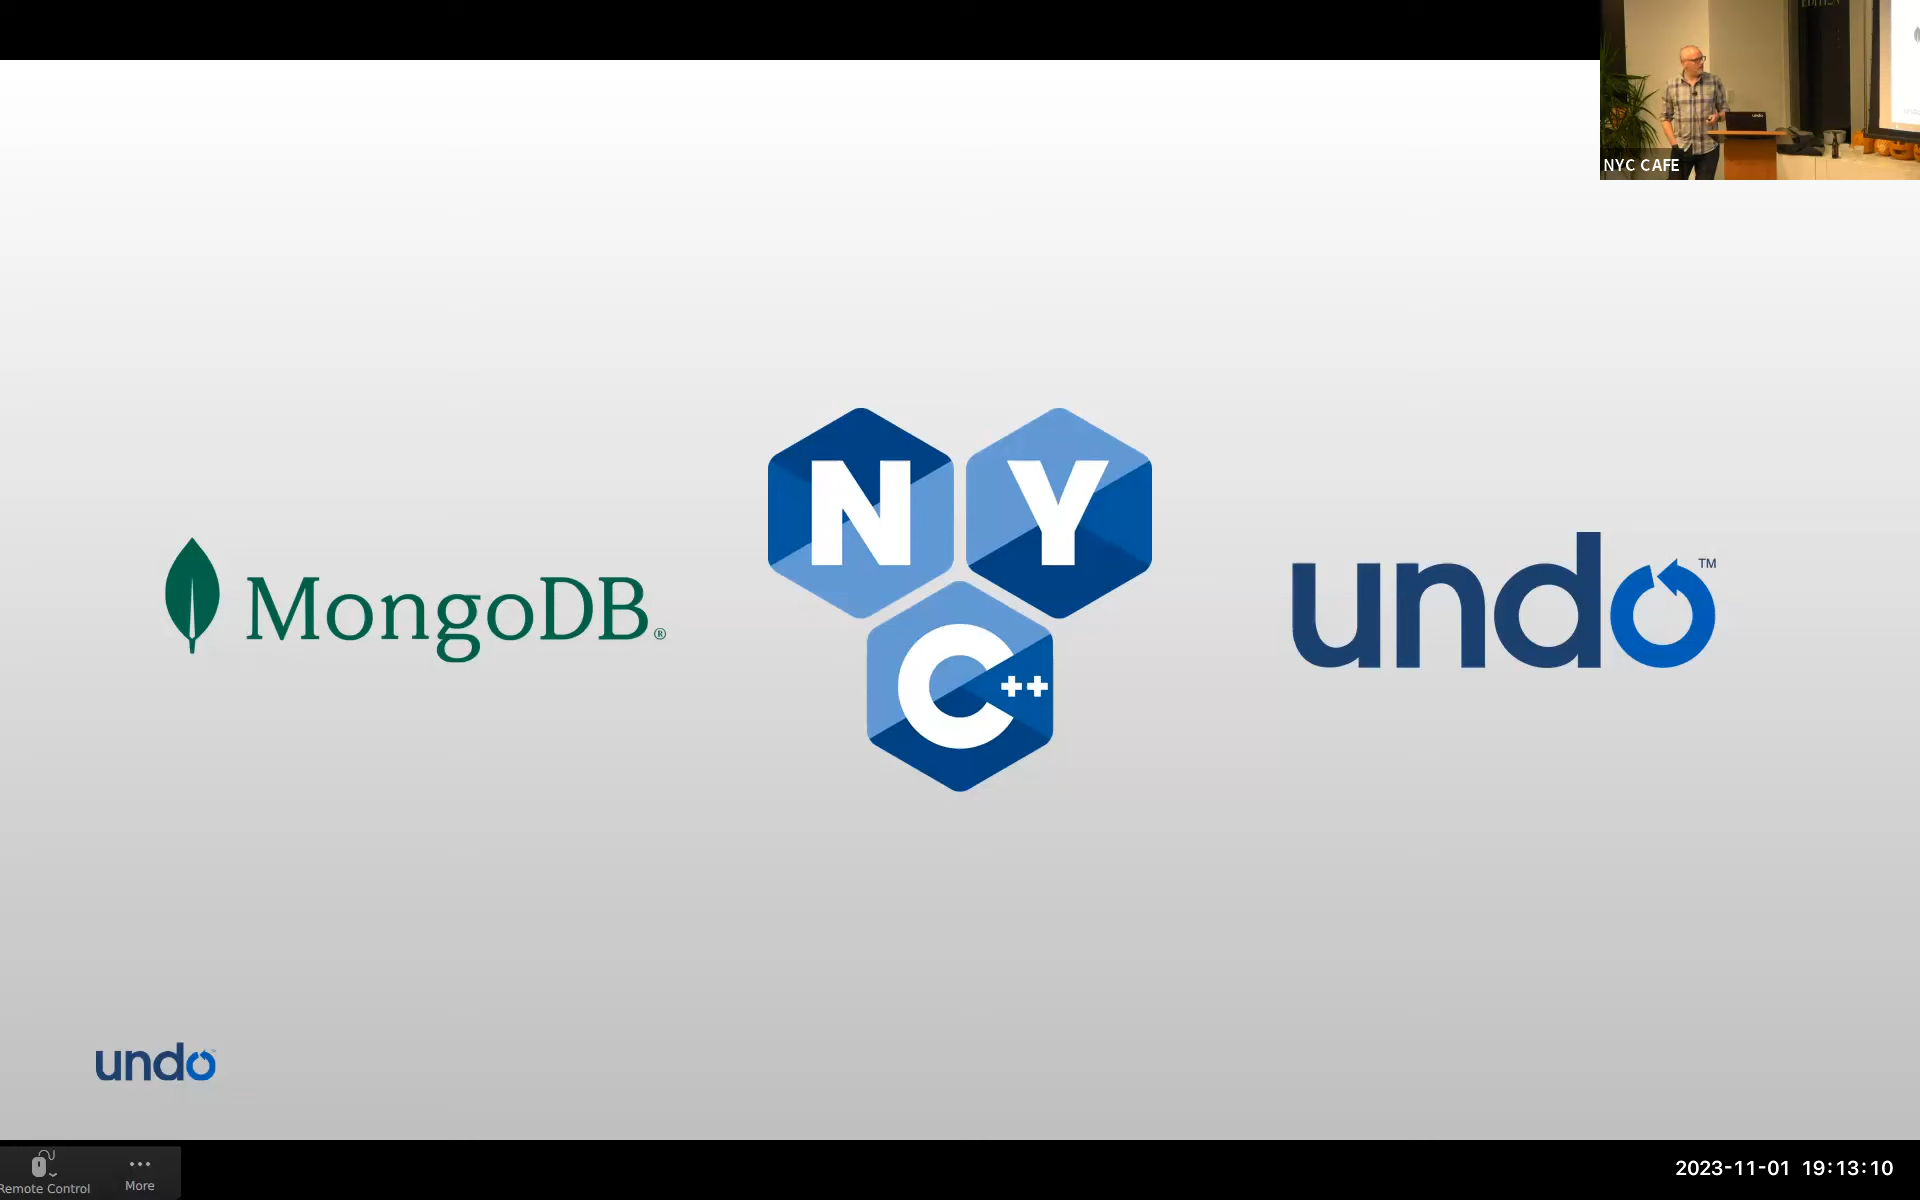 NYC CAFE
N Y
C++
MongoDB®
undo™
undo
Remote Control
More
2023-11-01 19:13:10